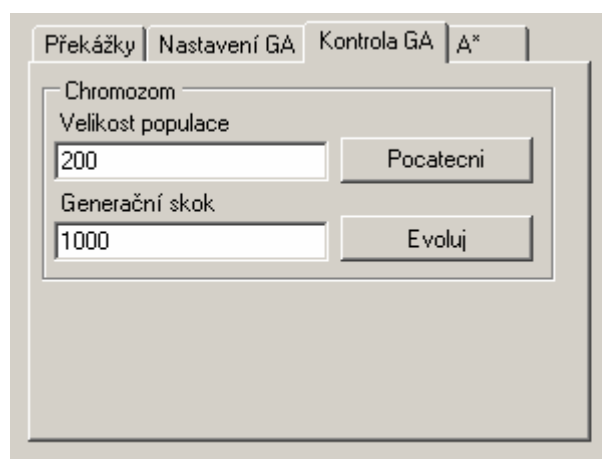 Překážky Nastavení GA Kontrola GA A*
Chromozom
Velikost populace
200 Pocatecni
Generační skok
1000 Evoluj